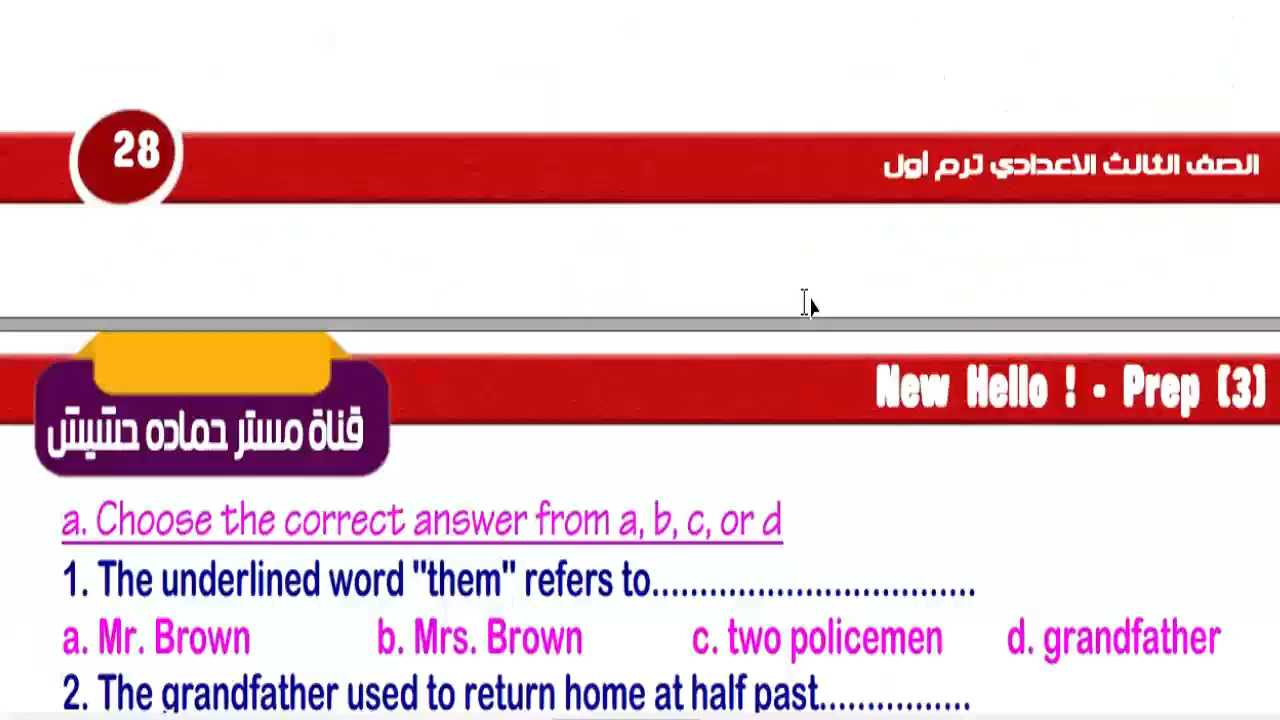 28
الصف الثالث الاعدادي ترم أول
New Hello ! - Prep (3)
قناة مستر حماده حشيش
a. Choose the correct answer from a, b, c, or d
1. The underlined word "them" refers to.................................
a. Mr. Brown b. Mrs. Brown c. two policemen d. grandfather
2. The grandfather used to return home at half past................